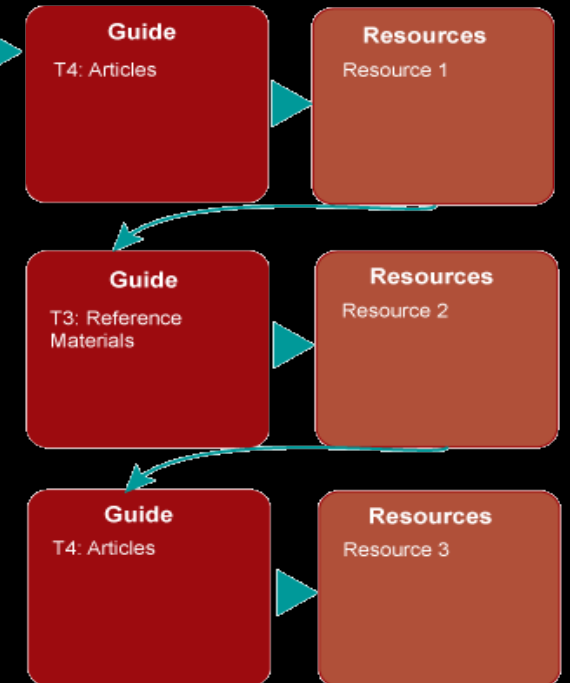 Guide
T4: Articles
Resources
Resource 1
Guide
T3: Reference
Materials
Resources
Resource 2
Guide
T4: Articles
Resources
Resource 3